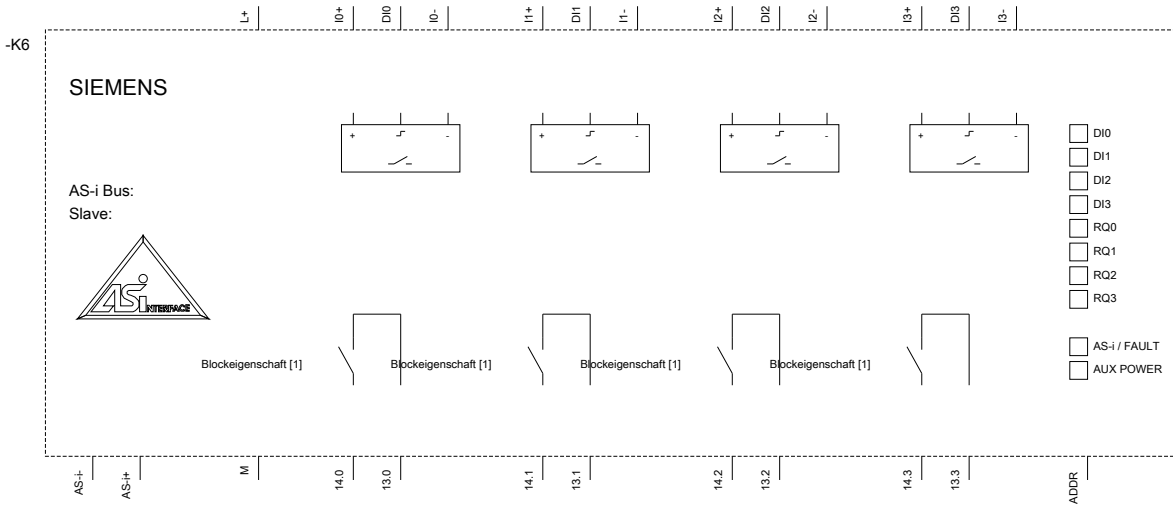 L+ I0+ DI0 I0- I1+ DI1 I1- I2+ DI2 I2- I3+ DI3 I3-
-K6
SIEMENS
+ - + - + - + -
DI0
DI1
DI2
DI3
RQ0
RQ1
RQ2
RQ3
AS-i Bus:
Slave:
ASi INTERFACE
Blockeigenschaft [1] Blockeigenschaft [1] Blockeigenschaft [1] Blockeigenschaft [1]
AS-i / FAULT
AUX POWER
AS-i- AS-i+ M 14.0 13.0 14.1 13.1 14.2 13.2 14.3 13.3 ADDR